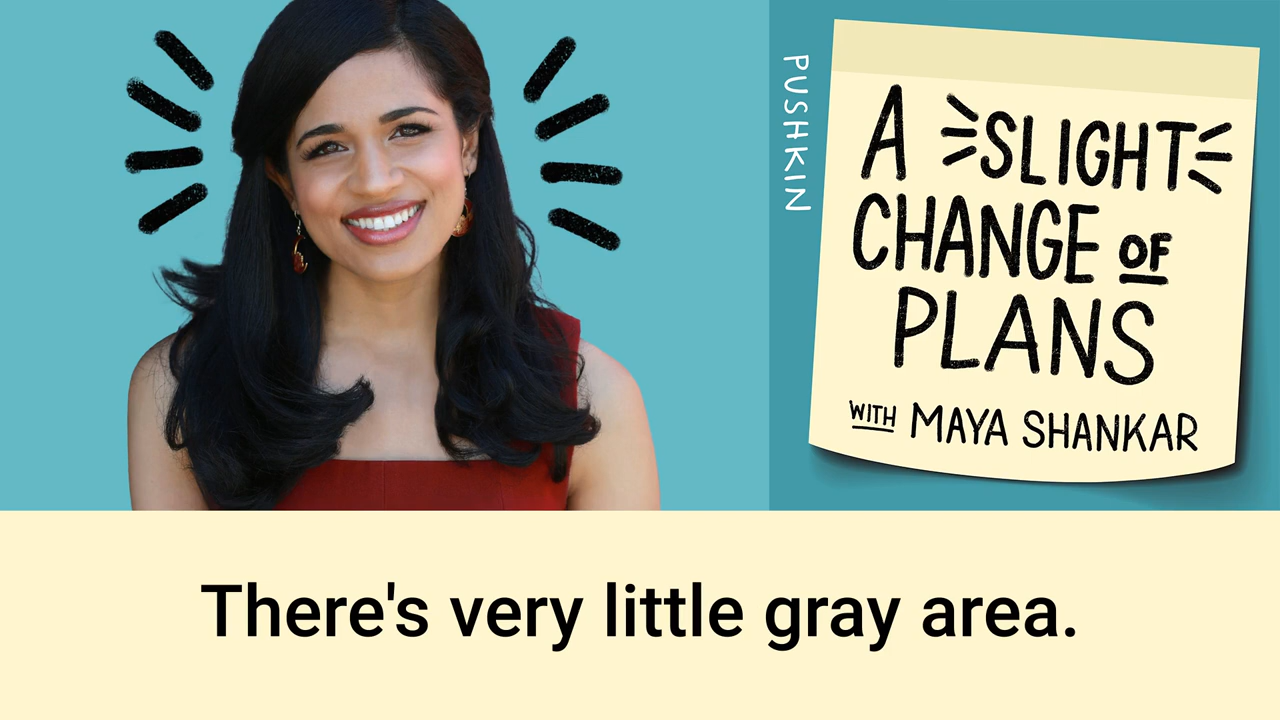 PUSHKIN
A SLIGHT
CHANGE OF
PLANS
WITH MAYA SHANKAR
There's very little gray area.